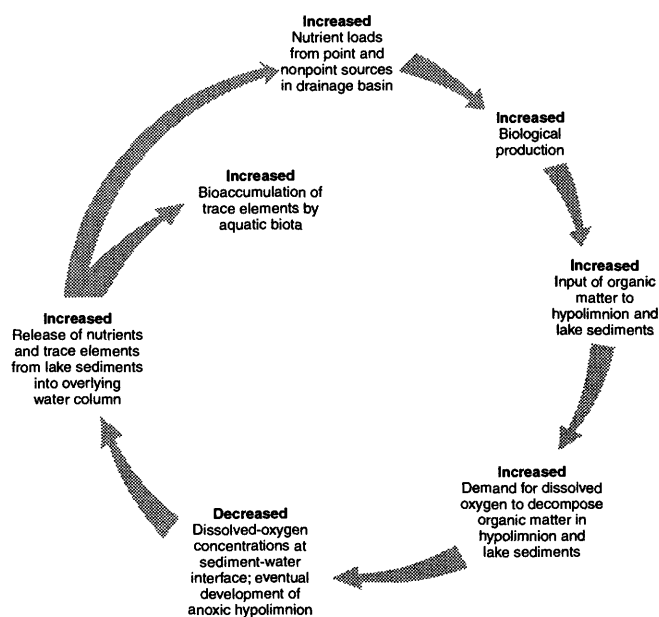 Increased
Nutrient loads
from point and
nonpoint sources
in drainage basin
Increased
Biological
production
Increased
Input of organic
matter to
hypolimnion and
lake sediments
Increased
Demand for dissolved
oxygen to decompose
organic matter in
hypolimnion and
lake sediments
Decreased
Dissolved-oxygen
concentrations at
sediment-water
interface; eventual
development of
anoxic hypolimnion
Increased
Release of nutrients
and trace elements
from lake sediments
into overlying
water column
Increased
Bioaccumulation of
trace elements by
aquatic biota